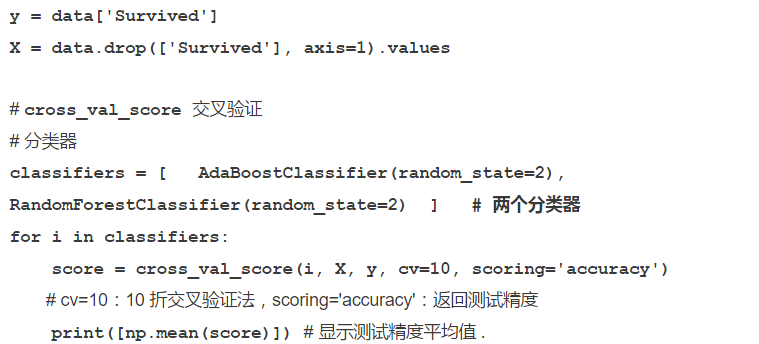 y = data['Survived']
X = data.drop(['Survived'], axis=1).values
# cross_val_score 交叉验证
# 分类器
classifiers = [   AdaBoostClassifier(random_state=2),
RandomForestClassifier(random_state=2)  ]   # 两个分类器
for i in classifiers:
    score = cross_val_score(i, X, y, cv=10, scoring='accuracy')
    # cv=10：10 折交叉验证法，scoring='accuracy'：返回测试精度
    print([np.mean(score)]) # 显示测试精度平均值 .